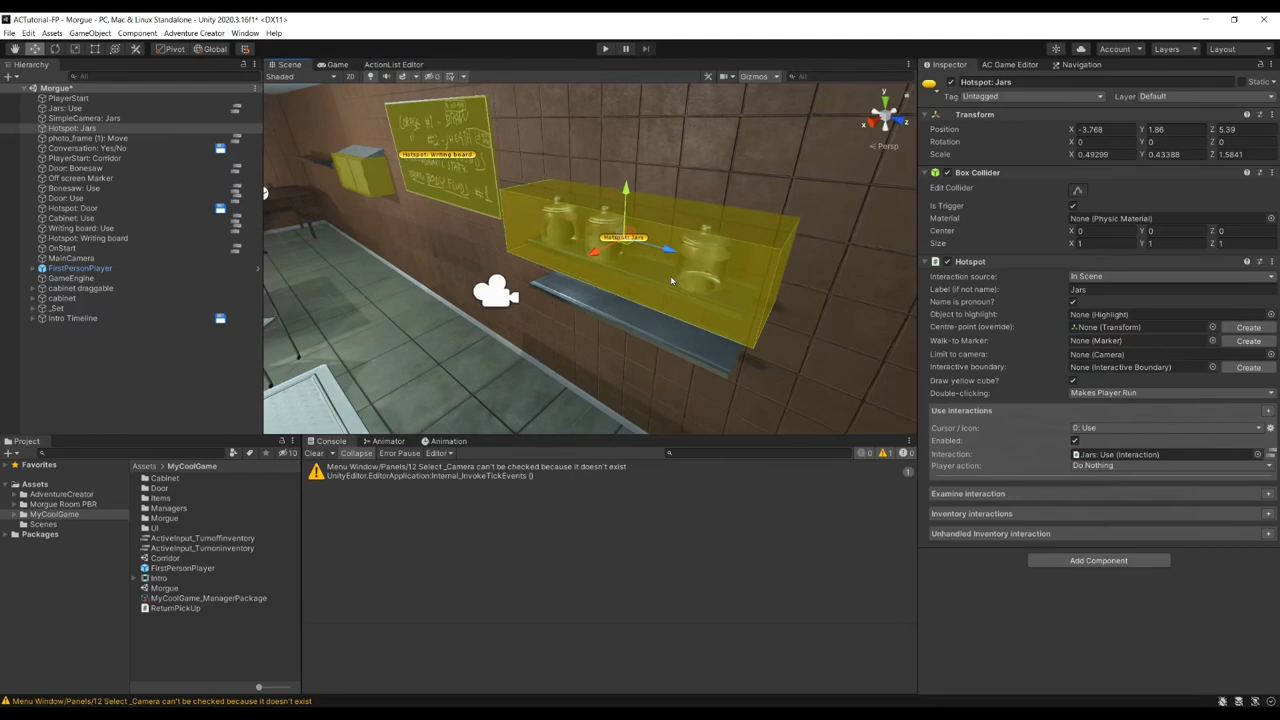 ACTutorial-FP - Morgue - PC, Mac & Linux Standalone - Unity 2020.3.16f1* <DX11>
File Edit Assets GameObject Component Adventure Creator Window Help
Pivot Global Account Layers Layout
Hierarchy
All
Morgue*
PlayerStart
Jars: Use
SimpleCamera: Jars
Hotspot: Jars
photo_frame (1): Move
Conversation: Yes/No
PlayerStart: Corridor
Door: Bonesaw
Off screen Marker
Bonesaw: Use
Door: Use
Hotspot: Door
Cabinet: Use
Writing board: Use
Hotspot: Writing board
OnStart
MainCamera
FirstPersonPlayer
GameEngine
cabinet draggable
cabinet
_Set
Intro Timeline
Scene Game ActionList Editor
Shaded 2D 0 Gizmos All
Hotspot: Writing board
Hotspot: Jars
y
x z
Persp
Inspector AC Game Editor Navigation
Hotspot: Jars Static
Tag Untagged Layer Default
Transform
Position X -3.768 Y 1.86 Z 5.39
Rotation X 0 Y 0 Z 0
Scale X 0.49299 Y 0.43388 Z 1.5841
Box Collider
Edit Collider
Is Trigger
Material None (Physic Material)
Center X 0 Y 0 Z 0
Size X 1 Y 1 Z 1
Hotspot
Interaction source: In Scene
Label (if not name): Jars
Name is pronoun?
Object to highlight: None (Highlight)
Centre-point (override): None (Transform) Create
Walk-to Marker: None (Marker) Create
Limit to camera: None (Camera)
Interactive boundary: None (Interactive Boundary) Create
Draw yellow cube?
Double-clicking: Makes Player Run
Use interactions
Cursor / icon: 0: Use
Enabled:
Interaction: Jars: Use (Interaction)
Player action: Do Nothing
Examine interaction
Inventory interactions
Unhandled Inventory interaction
Add Component
Project
10
Favorites
Assets
AdventureCreator
Morgue Room PBR
MyCoolGame
Scenes
Packages
Assets > MyCoolGame
Cabinet
Door
Items
Managers
Morgue
UI
ActiveInput_Turnoffinventory
ActiveInput_Turnoninventory
Corridor
FirstPersonPlayer
Intro
Morgue
MyCoolGame_ManagerPackage
ReturnPickUp
Console Animator Animation
Clear Collapse Error Pause Editor 0 1 0
Menu Window/Panels/12 Select _Camera can't be checked because it doesn't exist
UnityEditor.EditorApplication:Internal_InvokeTickEvents ()
1
Menu Window/Panels/12 Select _Camera can't be checked because it doesn't exist